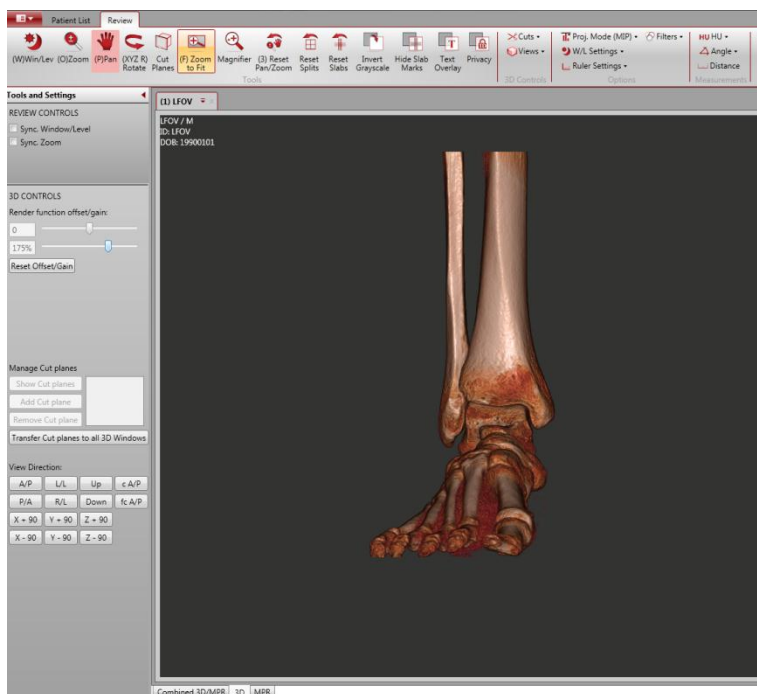 Patient List Review
(W)Win/Lev (O)Zoom (P)Pan (XYZ R) Rotate Cut Planes (F) Zoom to Fit Magnifier (3) Reset Pan/Zoom Reset Splits Reset Slabs Invert Grayscale Hide Slab Marks Text Overlay Privacy
Tools
Cuts
Views
3D Controls
Proj. Mode (MIP) Filters
W/L Settings
Ruler Settings
Options
HU HU
Angle
Distance
Measurements
Tools and Settings
REVIEW CONTROLS
Sync. Window/Level
Sync. Zoom
3D CONTROLS
Render function offset/gain:
0
175%
Reset Offset/Gain
Manage Cut planes
Show Cut planes
Add Cut plane
Remove Cut plane
Transfer Cut planes to all 3D Windows
View Direction:
A/P L/L Up c A/P
P/A R/L Down fc A/P
X + 90 Y + 90 Z + 90
X - 90 Y - 90 Z - 90
(1) LFOV
LFOV / M
ID: LFOV
DOB: 19900101
Combined 3D/MPR 3D MPR